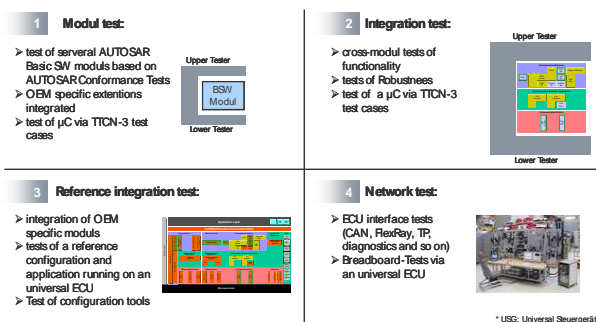 1 Modul test:
➢ test of serveral AUTOSAR
Basic SW moduls based on
AUTOSAR Conformance Tests
➢ OEM specific extentions
integrated
➢ test of µC via TTCN-3 test
cases
Upper Tester
BSW
Modul
Lower Tester
2 Integration test:
➢ cross-modul tests of
functionality
➢ tests of Robustnees
➢ test of a µC via TTCN-3
test cases
Upper Tester
Lower Tester
3 Reference integration test:
➢ integration of OEM
specific moduls
➢ tests of a reference
configuration and
application running on an
universal ECU
➢ Test of configuration tools
Application Layer
4 Network test:
➢ ECU interface tests
(CAN, FlexRay, TP,
diagnostics and so on)
➢ Breadboard-Tests via
an universal ECU
* USG: Universal Steuergerät